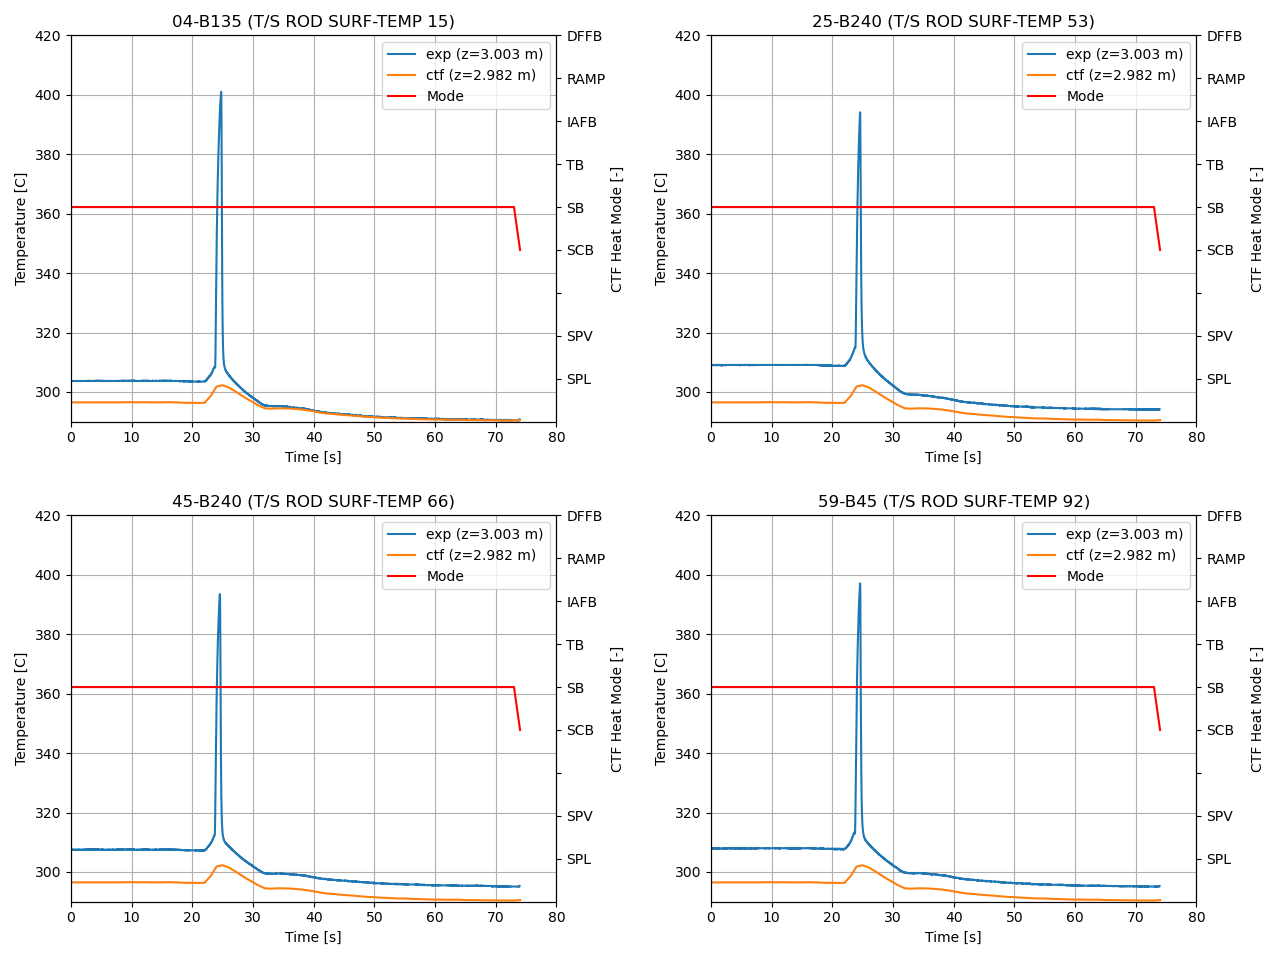 04-B135 (T/S ROD SURF-TEMP 15)
420
400
380
360
340
320
300
Temperature [C]
exp (z=3.003 m)
ctf (z=2.982 m)
Mode
DFFB
RAMP
IAFB
TB
SB
SCB
SPV
SPL
CTF Heat Mode [-]
0 10 20 30 40 50 60 70 80
Time [s]
25-B240 (T/S ROD SURF-TEMP 53)
420
400
380
360
340
320
300
Temperature [C]
exp (z=3.003 m)
ctf (z=2.982 m)
Mode
DFFB
RAMP
IAFB
TB
SB
SCB
SPV
SPL
CTF Heat Mode [-]
0 10 20 30 40 50 60 70 80
Time [s]
45-B240 (T/S ROD SURF-TEMP 66)
420
400
380
360
340
320
300
Temperature [C]
exp (z=3.003 m)
ctf (z=2.982 m)
Mode
DFFB
RAMP
IAFB
TB
SB
SCB
SPV
SPL
CTF Heat Mode [-]
0 10 20 30 40 50 60 70 80
Time [s]
59-B45 (T/S ROD SURF-TEMP 92)
420
400
380
360
340
320
300
Temperature [C]
exp (z=3.003 m)
ctf (z=2.982 m)
Mode
DFFB
RAMP
IAFB
TB
SB
SCB
SPV
SPL
CTF Heat Mode [-]
0 10 20 30 40 50 60 70 80
Time [s]